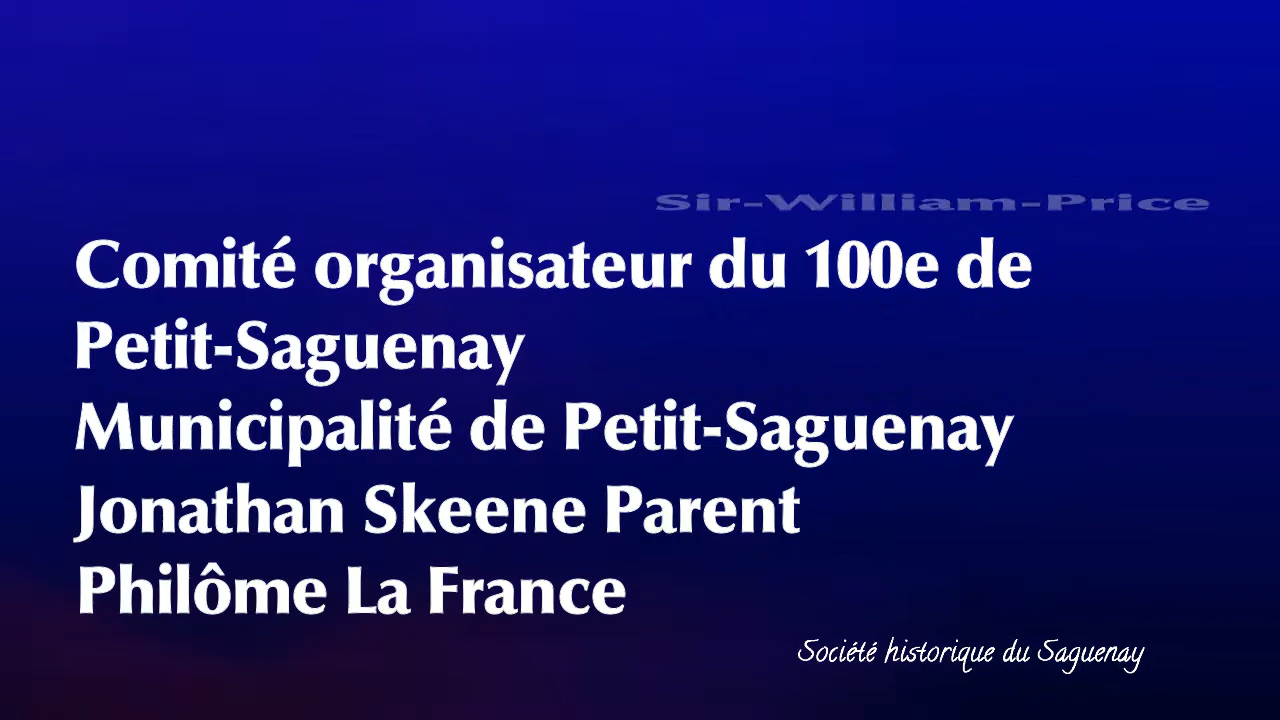 Sir-William-Price
Comité organisateur du 100e de
Petit-Saguenay
Municipalité de Petit-Saguenay
Jonathan Skeene Parent
Philôme La France
Société historique du Saguenay